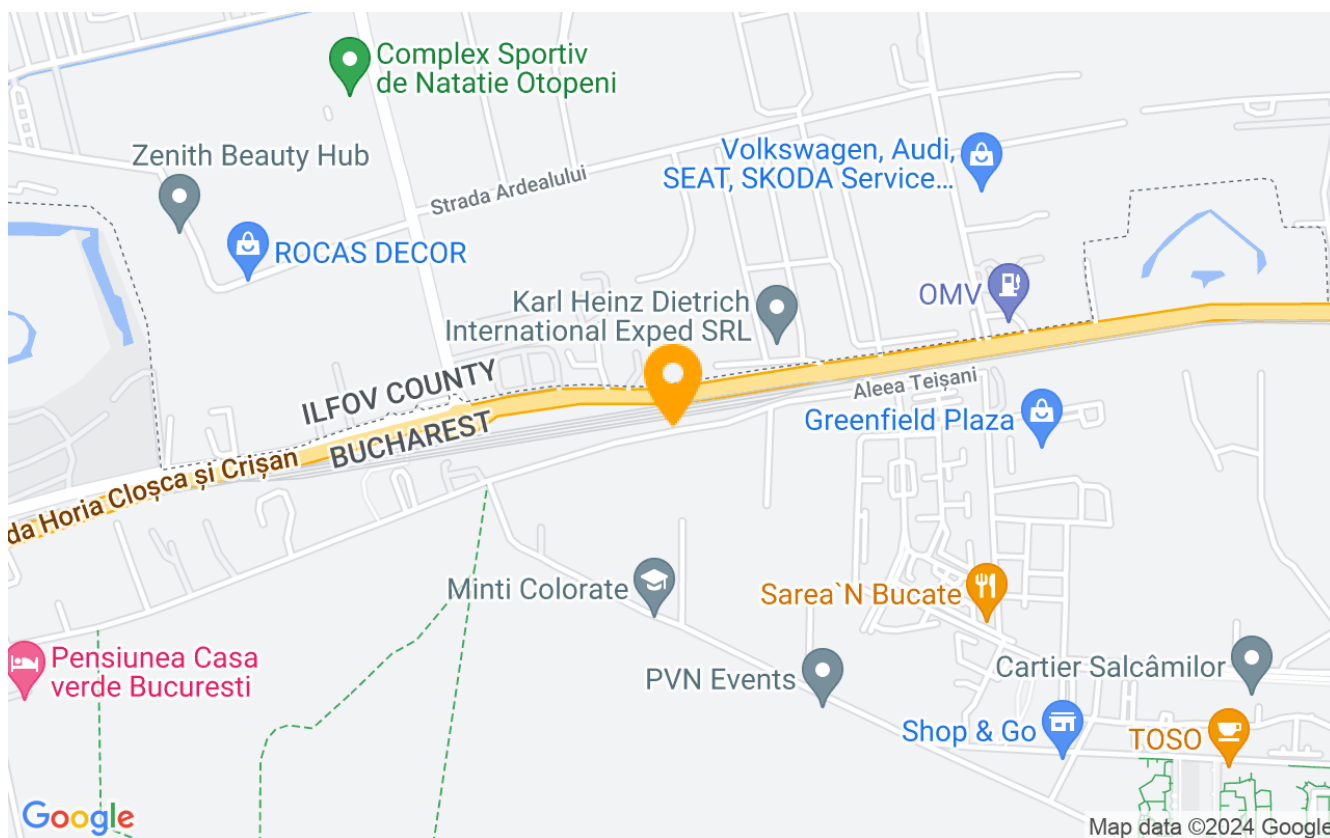 Complex Sportiv
de Natatie Otopeni
Zenith Beauty Hub
Volkswagen, Audi,
SEAT, SKODA Service...
Strada Ardealului
ROCAS DECOR
Karl Heinz Dietrich
International Exped SRL
OMV
ILFOV COUNTY
BUCHAREST
Aleea Teișani
Greenfield Plaza
da Horia Cloșca și Crișan
Minti Colorate
Sarea`N Bucate
Pensiunea Casa
verde Bucuresti
PVN Events
Cartier Salcâmilor
Shop & Go
TOSO
Google
Map data ©2024 Google